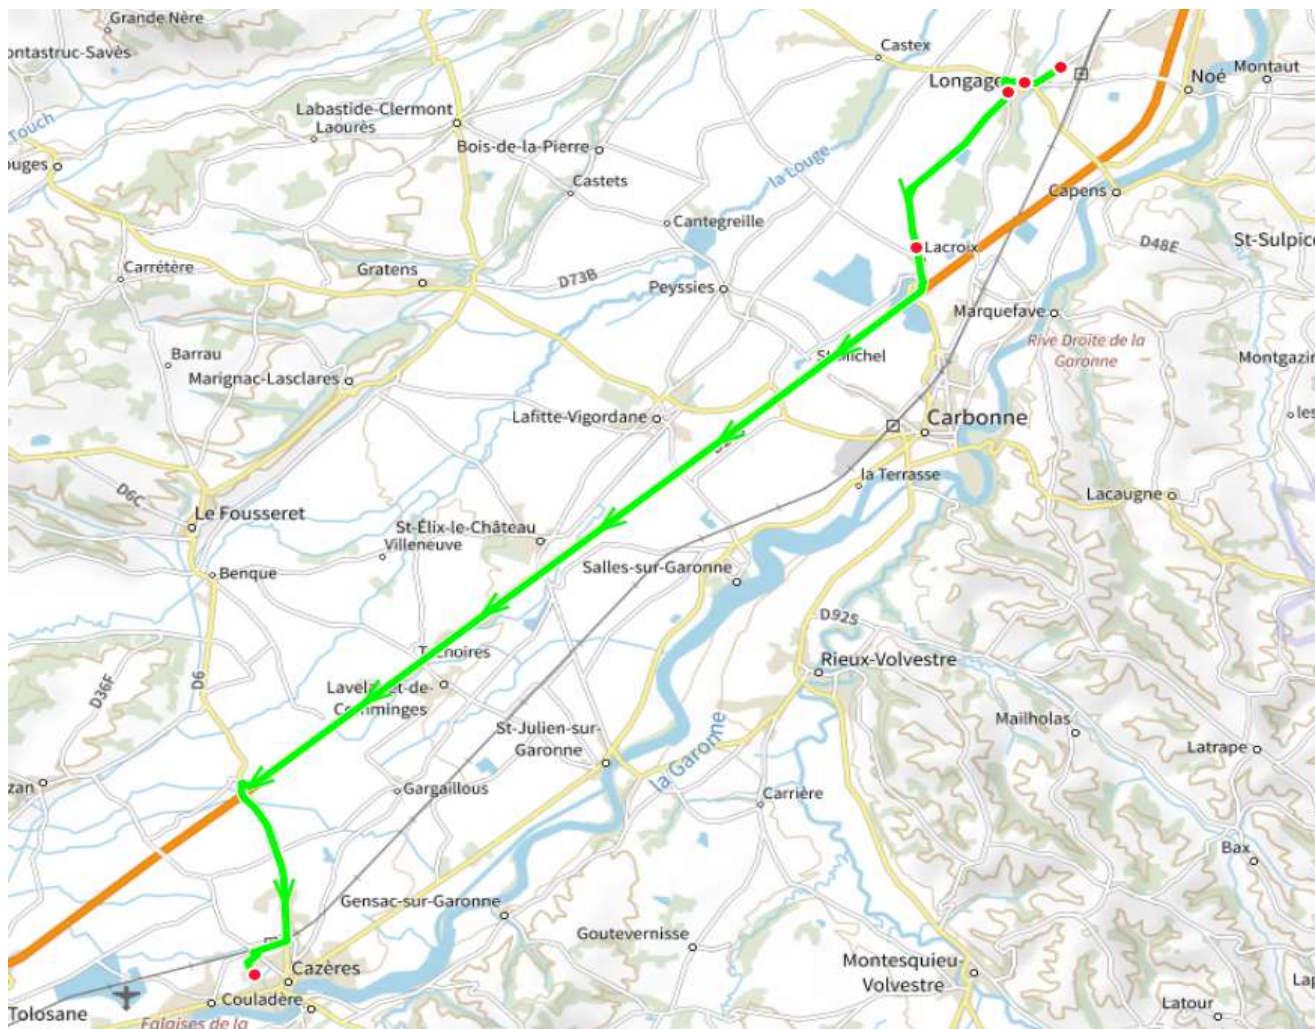 Grande Nère
ontastruc-Savès
Castex
Longage
Noé
Montaut
Labastide-Clermont
Laourès
Touch
ouges
Bois-de-la-Pierre
la Louge
Castets
Capens
Cantegreille
Lacroix
D48E
St-Sulpic
Carrétère
Gratens
D73B
Peyssies
Marquefave
Rive Droite de la
Garonne
Barrau
Marignac-Lasclares
Montgazin
Lafitte-Vigordane
Carbonne
les
la Terrasse
D6C
Lacaugne
Le Fousseret
St-Élix-le-Château
Villeneuve
Benque
Salles-sur-Garonne
D925
Rieux-Volvestre
D36F
D6
Mailholas
St-Julien-sur-
Garonne
la Garonne
Latrape
zan
Gargaillous
Carrière
Bax
Gensac-sur-Garonne
Goutevernisse
Montesquieu-
Volvestre
Cazères
Couladère
Tolosane
Latour
Lap
Falaises de la